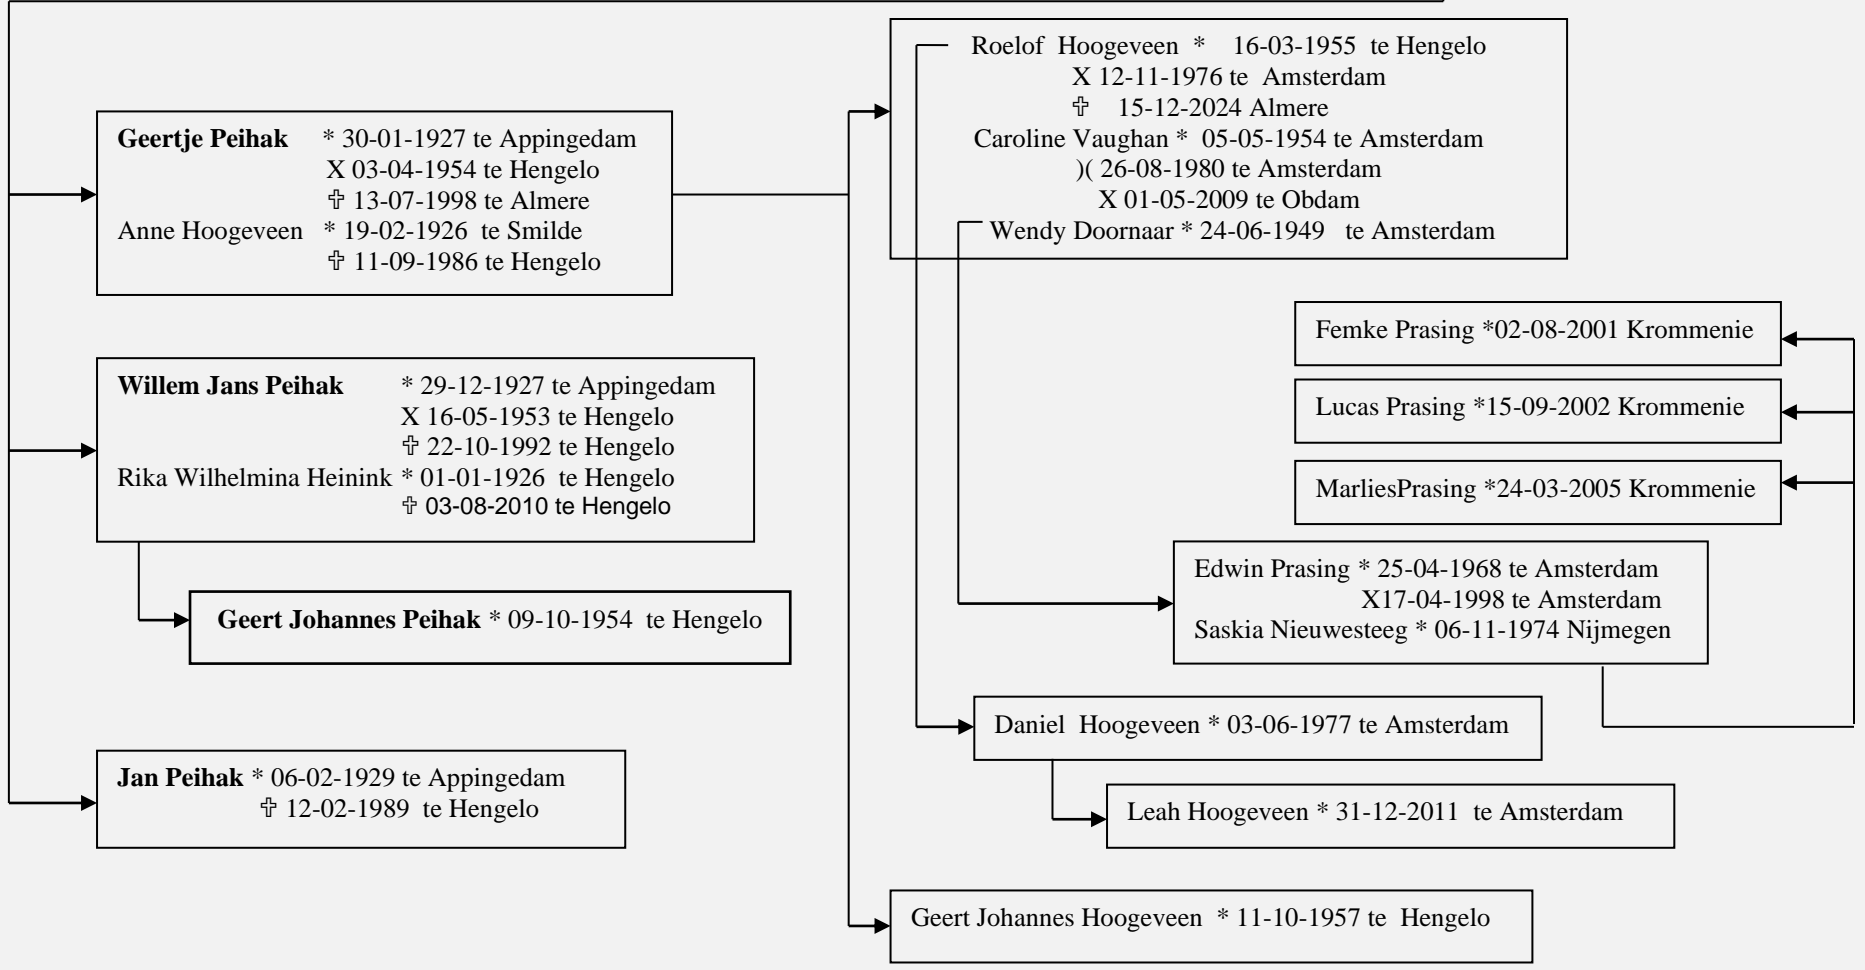 Geertje Peihak * 30-01-1927 te Appingedam
X 03-04-1954 te Hengelo
✞ 13-07-1998 te Almere
Anne Hoogeveen * 19-02-1926 te Smilde
✞ 11-09-1986 te Hengelo
Willem Jans Peihak * 29-12-1927 te Appingedam
X 16-05-1953 te Hengelo
✞ 22-10-1992 te Hengelo
Rika Wilhelmina Heinink * 01-01-1926 te Hengelo
✞ 03-08-2010 te Hengelo
Geert Johannes Peihak * 09-10-1954 te Hengelo
Jan Peihak * 06-02-1929 te Appingedam
✞ 12-02-1989 te Hengelo
Roelof Hoogeveen * 16-03-1955 te Hengelo
X 12-11-1976 te Amsterdam
✞ 15-12-2024 Almere
Caroline Vaughan * 05-05-1954 te Amsterdam
)( 26-08-1980 te Amsterdam
X 01-05-2009 te Obdam
Wendy Doornaar * 24-06-1949 te Amsterdam
Femke Prasing *02-08-2001 Krommenie
Lucas Prasing *15-09-2002 Krommenie
MarliesPrasing *24-03-2005 Krommenie
Edwin Prasing * 25-04-1968 te Amsterdam
X17-04-1998 te Amsterdam
Saskia Nieuwesteeg * 06-11-1974 Nijmegen
Daniel Hoogeveen * 03-06-1977 te Amsterdam
Leah Hoogeveen * 31-12-2011 te Amsterdam
Geert Johannes Hoogeveen * 11-10-1957 te Hengelo